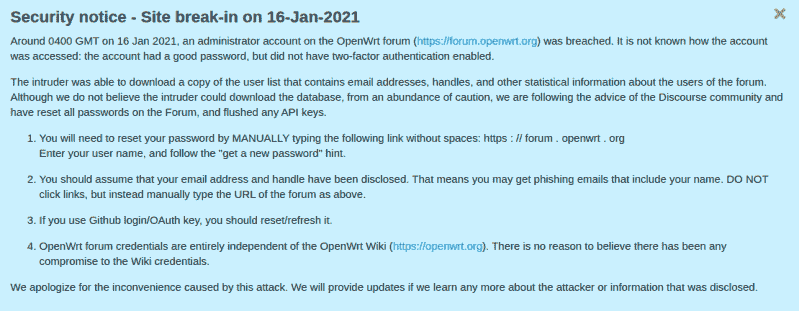 Security notice - Site break-in on 16-Jan-2021
Around 0400 GMT on 16 Jan 2021, an administrator account on the OpenWrt forum (https://forum.openwrt.org) was breached. It is not known how the account
was accessed: the account had a good password, but did not have two-factor authentication enabled.
The intruder was able to download a copy of the user list that contains email addresses, handles, and other statistical information about the users of the forum.
Although we do not believe the intruder could download the database, from an abundance of caution, we are following the advice of the Discourse community and
have reset all passwords on the Forum, and flushed any API keys.
1. You will need to reset your password by MANUALLY typing the following link without spaces: https : // forum . openwrt . org
Enter your user name, and follow the "get a new password" hint.
2. You should assume that your email address and handle have been disclosed. That means you may get phishing emails that include your name. DO NOT
click links, but instead manually type the URL of the forum as above.
3. If you use Github login/OAuth key, you should reset/refresh it.
4. OpenWrt forum credentials are entirely independent of the OpenWrt Wiki (https://openwrt.org). There is no reason to believe there has been any
compromise to the Wiki credentials.
We apologize for the inconvenience caused by this attack. We will provide updates if we learn any more about the attacker or information that was disclosed.